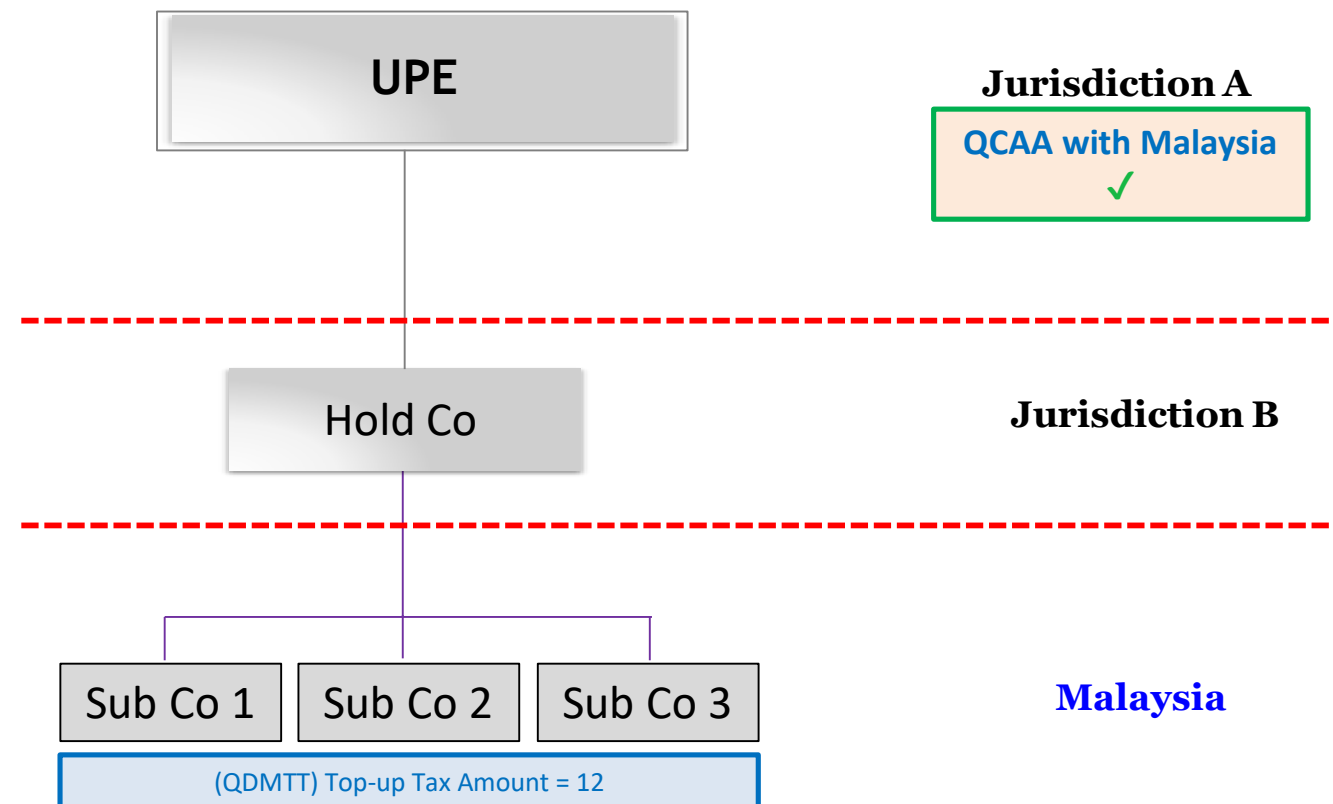 UPE
Jurisdiction A
QCAA with Malaysia
✓
Hold Co
Jurisdiction B
Sub Co 1
Sub Co 2
Sub Co 3
Malaysia
(QDMTT) Top-up Tax Amount = 12